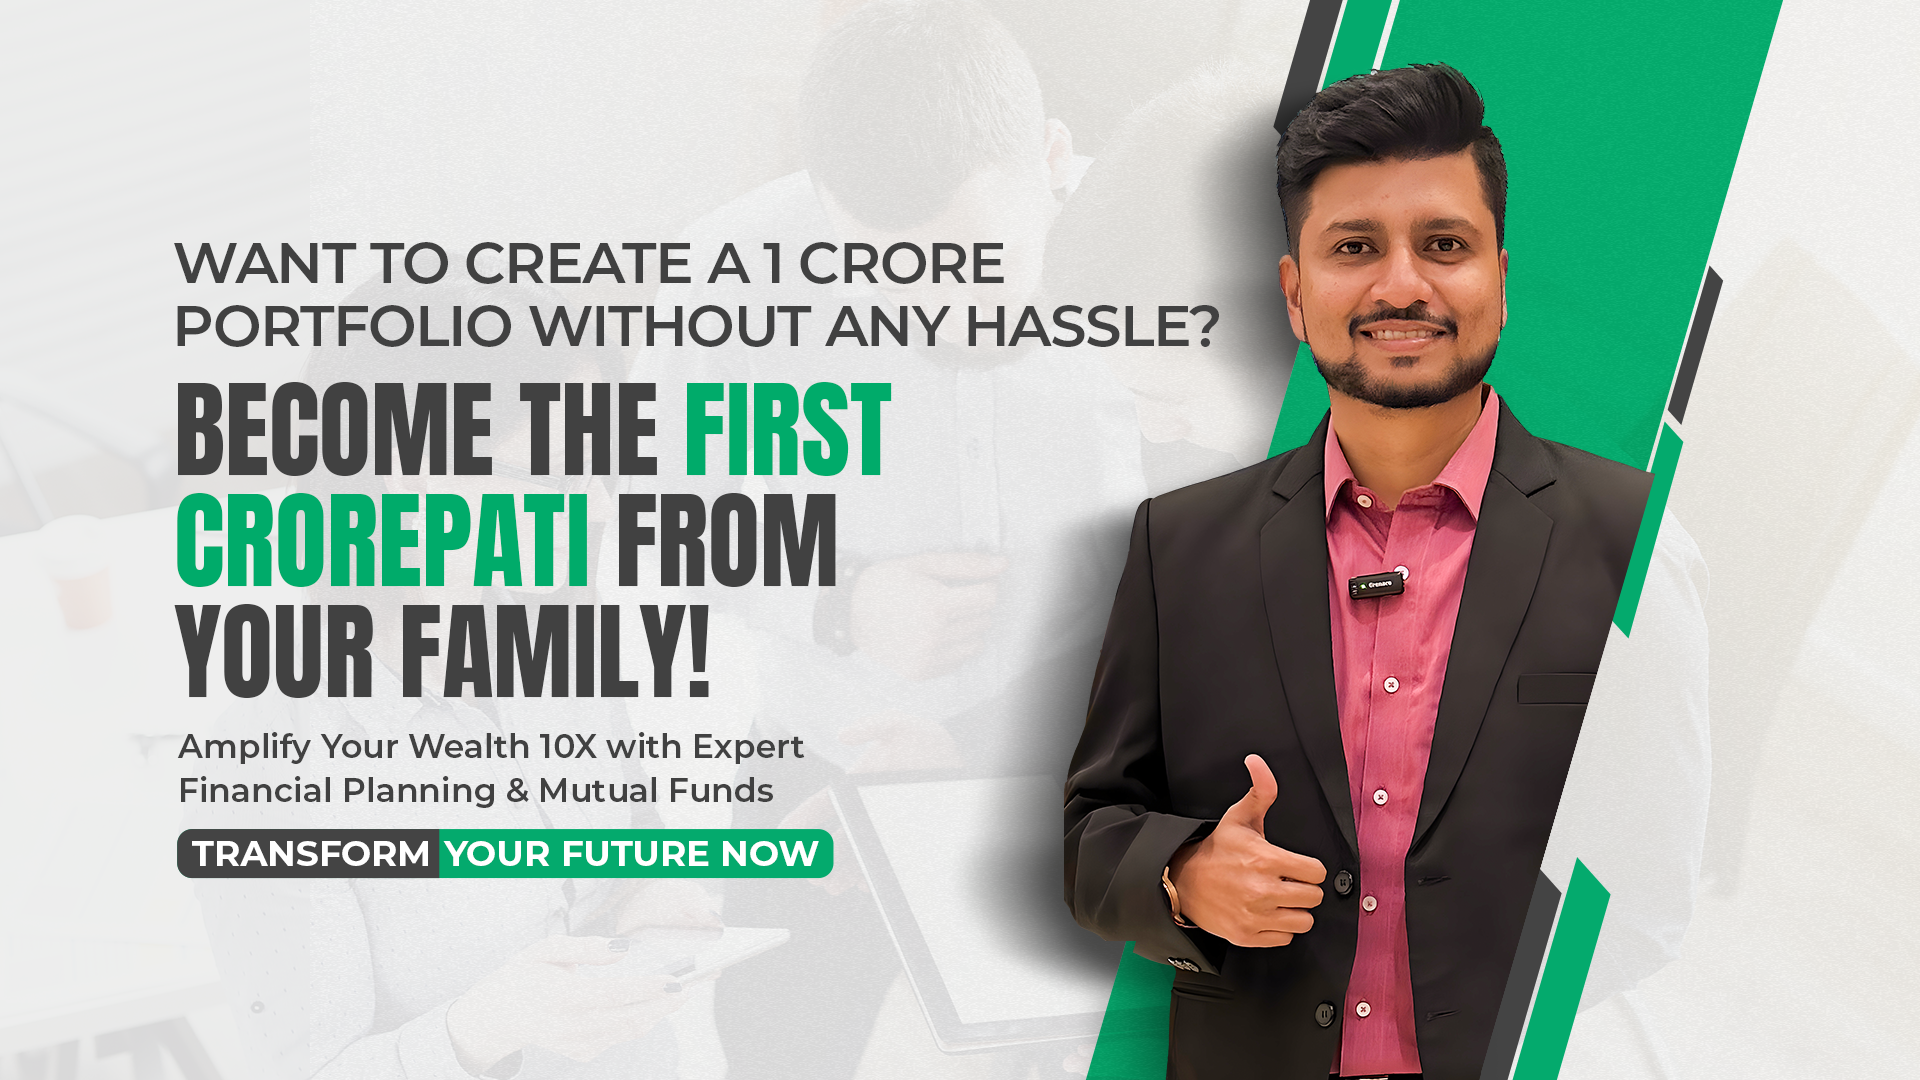 WANT TO CREATE A 1 CRORE
PORTFOLIO WITHOUT ANY HASSLE?
BECOME THE FIRST
CROREPATI FROM
YOUR FAMILY!
Amplify Your Wealth 10X with Expert
Financial Planning & Mutual Funds
TRANSFORM YOUR FUTURE NOW
Grenaro